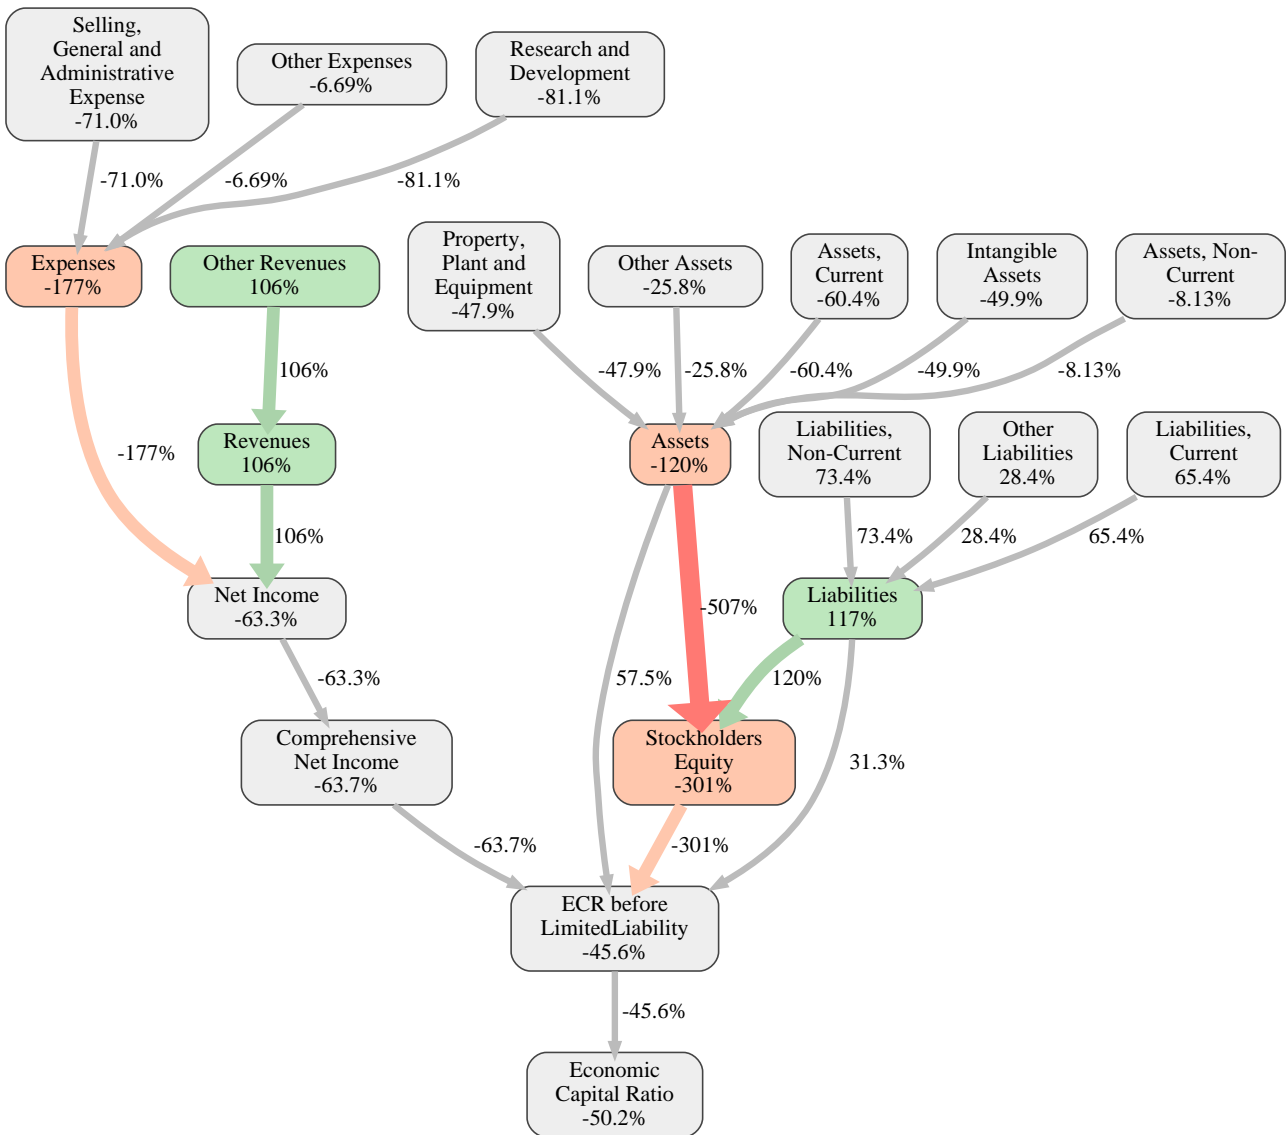 Selling,
General and
Administrative
Expense
-71.0%
Other Expenses
-6.69%
Research and
Development
-81.1%
-71.0%
-6.69%
-81.1%
Expenses
-177%
Other Revenues
106%
Property,
Plant and
Equipment
-47.9%
Other Assets
-25.8%
Assets,
Current
-60.4%
Intangible
Assets
-49.9%
Assets, Non-
Current
-8.13%
106%
-47.9%
-25.8%
-60.4%
-49.9%
-8.13%
-177%
Revenues
106%
Assets
-120%
Liabilities,
Non-Current
73.4%
Other
Liabilities
28.4%
Liabilities,
Current
65.4%
106%
73.4%
28.4%
65.4%
Net Income
-63.3%
-507%
Liabilities
117%
-63.3%
57.5%
120%
Comprehensive
Net Income
-63.7%
Stockholders
Equity
-301%
31.3%
-63.7%
-301%
ECR before
LimitedLiability
-45.6%
-45.6%
Economic
Capital Ratio
-50.2%